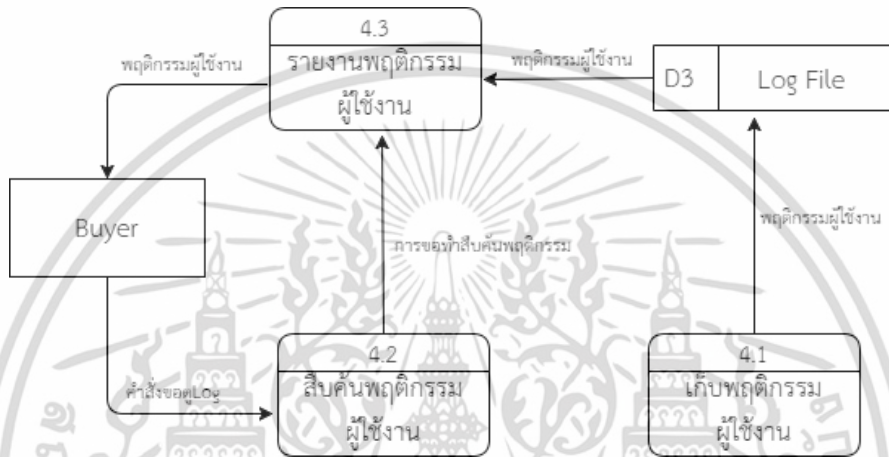 4.3
พฤติกรรมผู้ใช้งาน
รายงานพฤติกรรม
ผู้ใช้งาน
พฤติกรรมผู้ใช้งาน
D3
Log File
Buyer
การขอทำสืบค้นพฤติกรรม
พฤติกรรมผู้ใช้งาน
คำสั่งขอดูLog
4.2
สืบค้นพฤติกรรม
ผู้ใช้งาน
4.1
เก็บพฤติกรรม
ผู้ใช้งาน